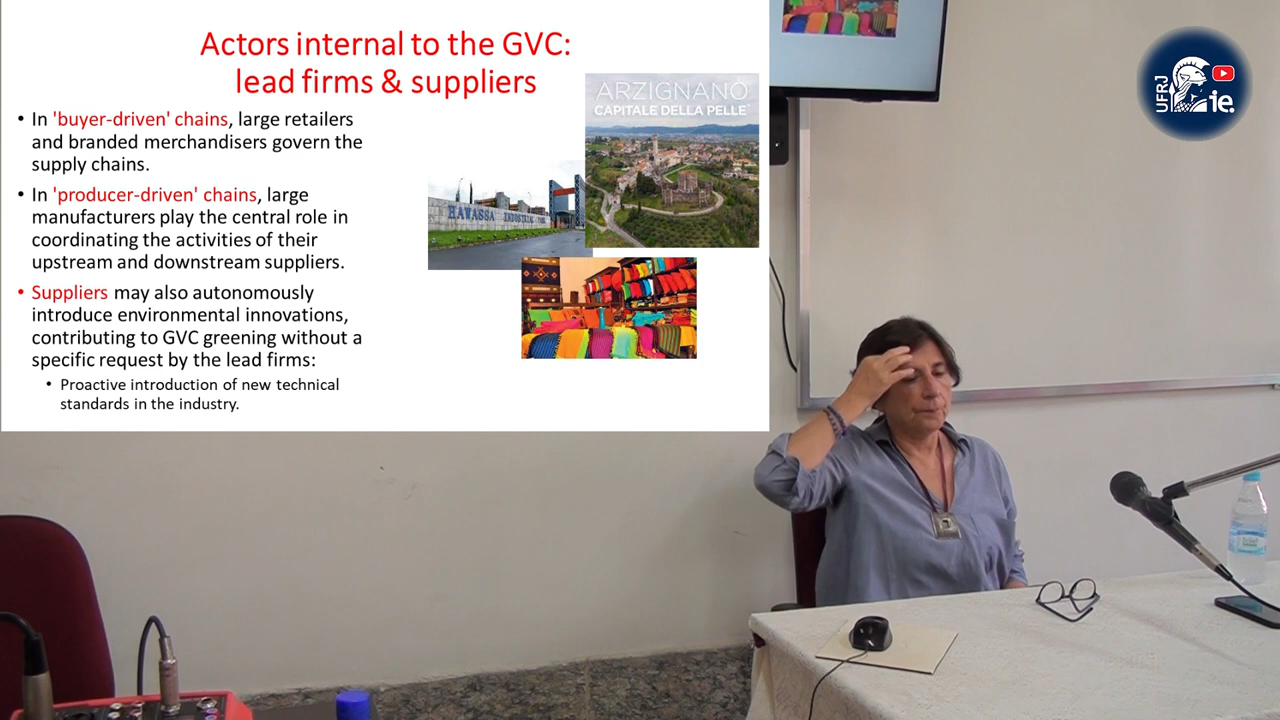 Actors internal to the GVC:
lead firms & suppliers
• In 'buyer-driven' chains, large retailers
and branded merchandisers govern the
supply chains.
• In 'producer-driven' chains, large
manufacturers play the central role in
coordinating the activities of their
upstream and downstream suppliers.
• Suppliers may also autonomously
introduce environmental innovations,
contributing to GVC greening without a
specific request by the lead firms:
• Proactive introduction of new technical
standards in the industry.
ARZIGNANO
CAPITALE DELLA PELLE
HAWASSA INDUSTRIAL PARK
UFRJ
ie.